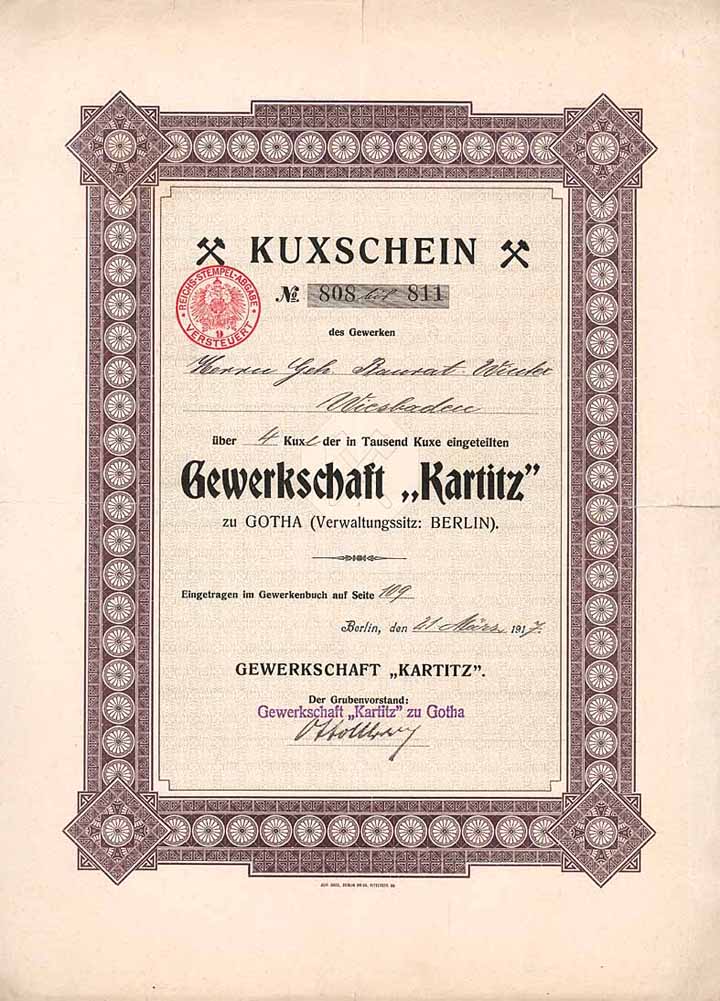 KUXSCHEIN
REICHS-STEMPEL-ABGABE
9
VERSTEUERT
No. 808 bis 811
des Gewerken
Herrn Geh. Baurat Winter
Wiesbaden
über 4 Kuxe der in Tausend Kuxe eingeteilten
Gewerkschaft „Kartitz”
zu GOTHA (Verwaltungssitz: BERLIN).
Eingetragen im Gewerkenbuch auf Seite 109
Berlin, den 21 März 1917.
GEWERKSCHAFT „KARTITZ”.
Der Grubenvorstand:
Gewerkschaft „Kartitz” zu Gotha